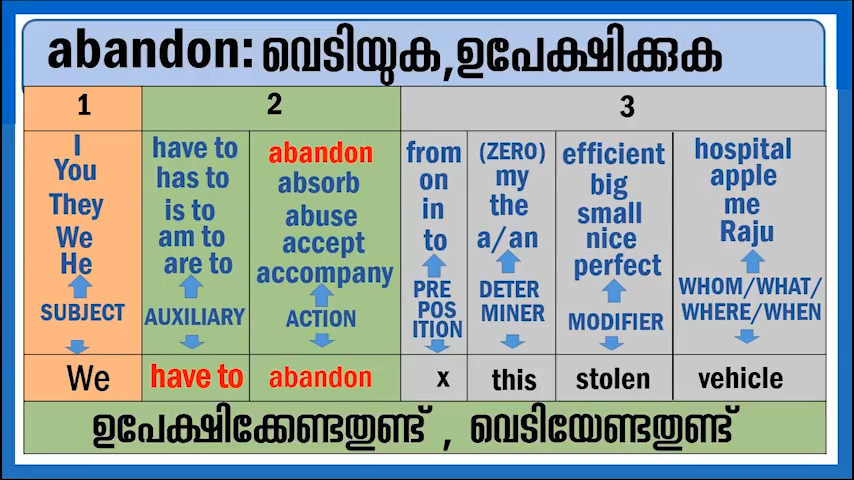 abandon: വെടിയുക,ഉപേക്ഷിക്കുക
1 2 3
I
You
They
We
He
SUBJECT
have to
has to
is to
am to
are to
AUXILIARY
abandon
absorb
abuse
accept
accompany
ACTION
from
on
in
to
PRE
POS
ITION
(ZERO)
my
the
a/an
DETER
MINER
efficient
big
small
nice
perfect
MODIFIER
hospital
apple
me
Raju
WHOM/WHAT/
WHERE/WHEN
We have to abandon x this stolen vehicle
ഉപേക്ഷിക്കേണ്ടതുണ്ട് , വെടിയേണ്ടതുണ്ട്